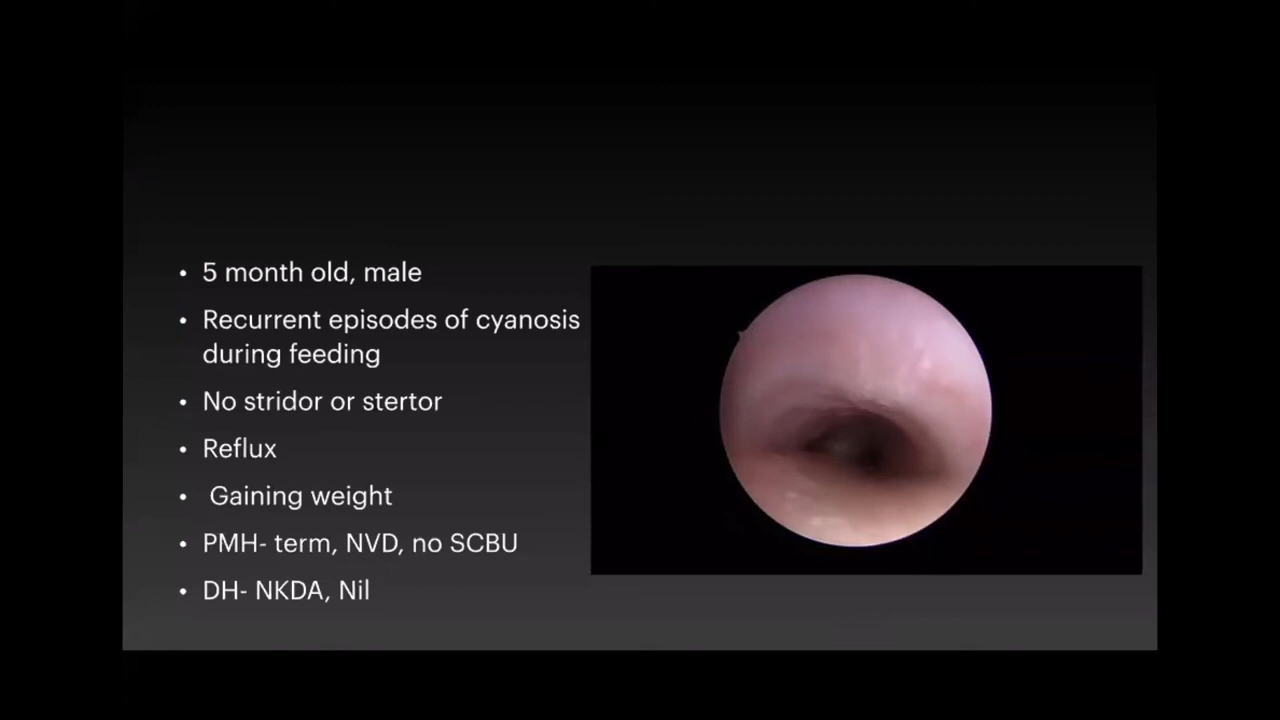 • 5 month old, male
• Recurrent episodes of cyanosis
during feeding
• No stridor or stertor
• Reflux
• Gaining weight
• PMH- term, NVD, no SCBU
• DH- NKDA, Nil